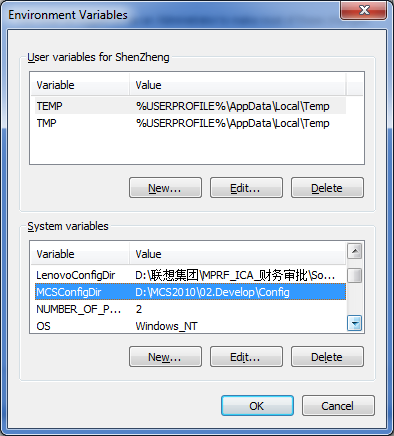 Environment Variables
User variables for ShenZheng
Variable Value
TEMP %USERPROFILE%\AppData\Local\Temp
TMP %USERPROFILE%\AppData\Local\Temp
New... Edit... Delete
System variables
Variable Value
LenovoConfigDir D:\联想集团\MPRF_ICA_财务审批\So...
MCSConfigDir D:\MCS2010\02.Develop\Config
NUMBER_OF_P... 2
OS Windows_NT
New... Edit... Delete
OK Cancel